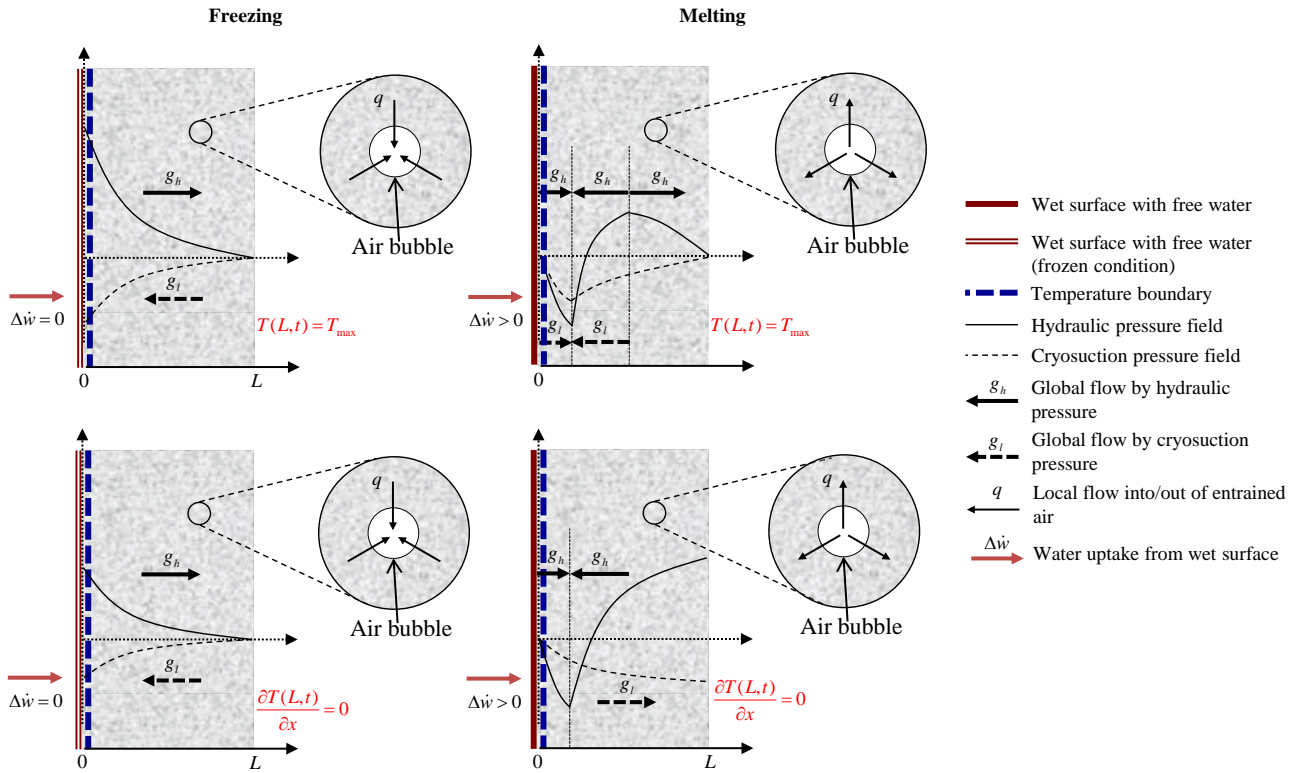 Freezing
Melting
q
g_h
Air bubble
g_l
Δẇ = 0
T(L,t) = T_max
0
L
q
g_h
g_h
g_h
Air bubble
Δẇ > 0
g_l
g_l
T(L,t) = T_max
0
L
q
g_h
Air bubble
g_l
Δẇ = 0
∂T(L,t)/∂x = 0
0
L
q
g_h
g_h
Air bubble
g_l
Δẇ > 0
∂T(L,t)/∂x = 0
0
L
Wet surface with free water
Wet surface with free water
(frozen condition)
Temperature boundary
Hydraulic pressure field
Cryosuction pressure field
g_h
Global flow by hydraulic
pressure
g_l
Global flow by cryosuction
pressure
q
Local flow into/out of entrained
air
Δẇ
Water uptake from wet surface